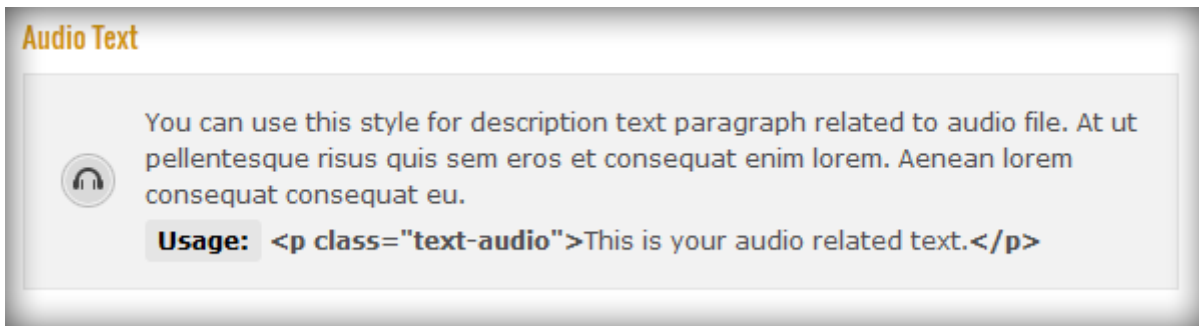 Audio Text
You can use this style for description text paragraph related to audio file. At ut
pellentesque risus quis sem eros et consequat enim lorem. Aenean lorem
consequat consequat eu.
Usage: <p class="text-audio">This is your audio related text.</p>